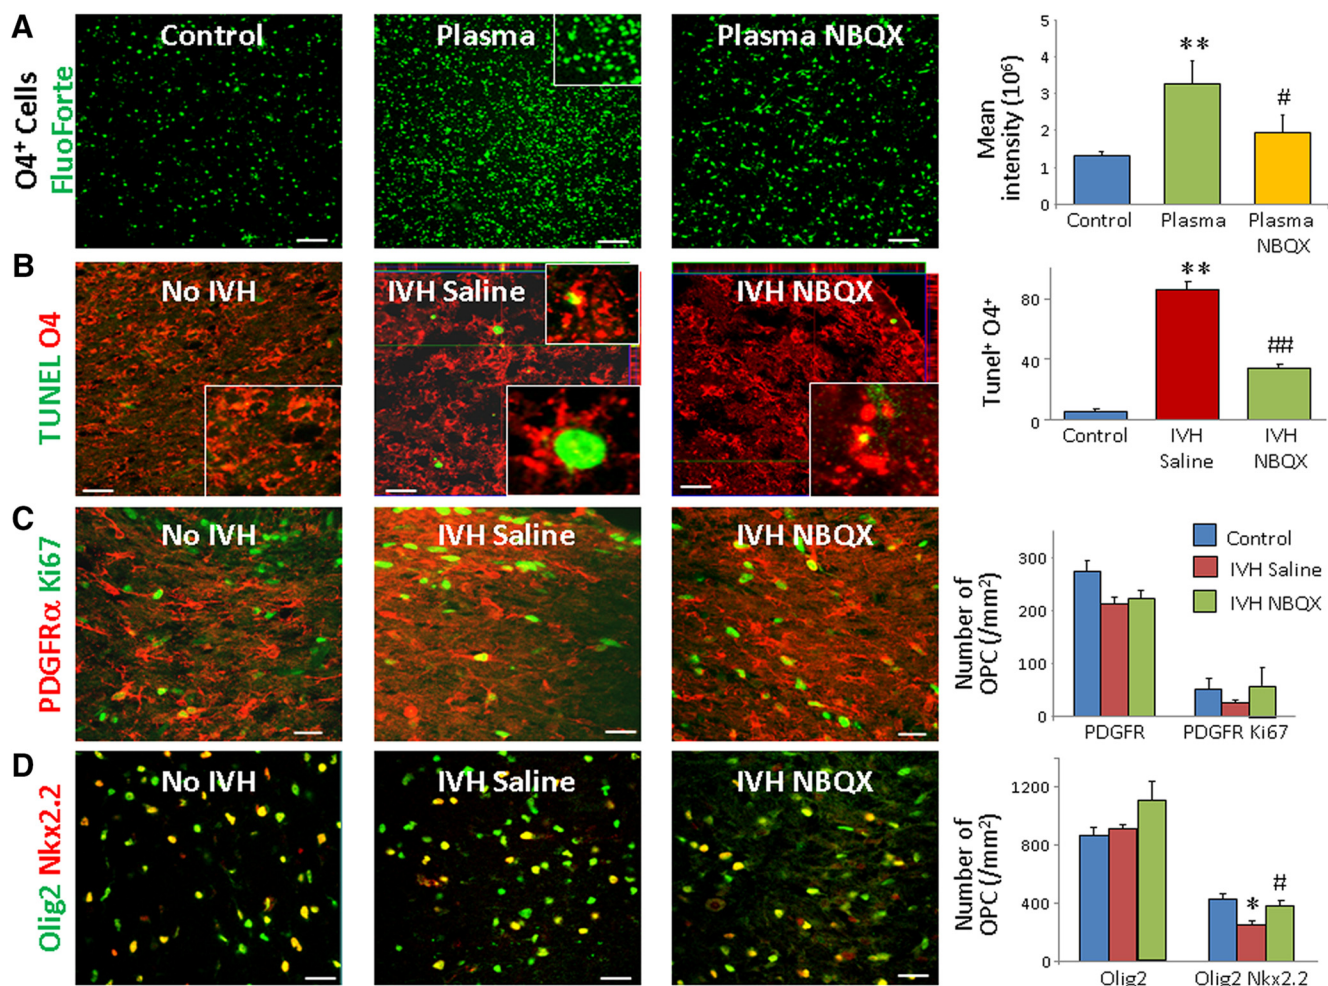 A
O4⁺ Cells
FluoForte
Control
Plasma
Plasma NBQX
Mean
intensity (10⁶)
5
4
3
2
1
0
**
#
Control
Plasma
Plasma
NBQX
B
TUNEL O4
No IVH
IVH Saline
IVH NBQX
Tunel⁺ O4⁺
80
40
0
**
##
Control
IVH
Saline
IVH
NBQX
C
PDGFRα Ki67
No IVH
IVH Saline
IVH NBQX
Number of
OPC (/mm²)
300
200
100
0
Control
IVH Saline
IVH NBQX
PDGFR
PDGFR Ki67
D
Olig2 Nkx2.2
No IVH
IVH Saline
IVH NBQX
Number of
OPC (/mm²)
1200
800
400
0
*
#
Olig2
Olig2 Nkx2.2